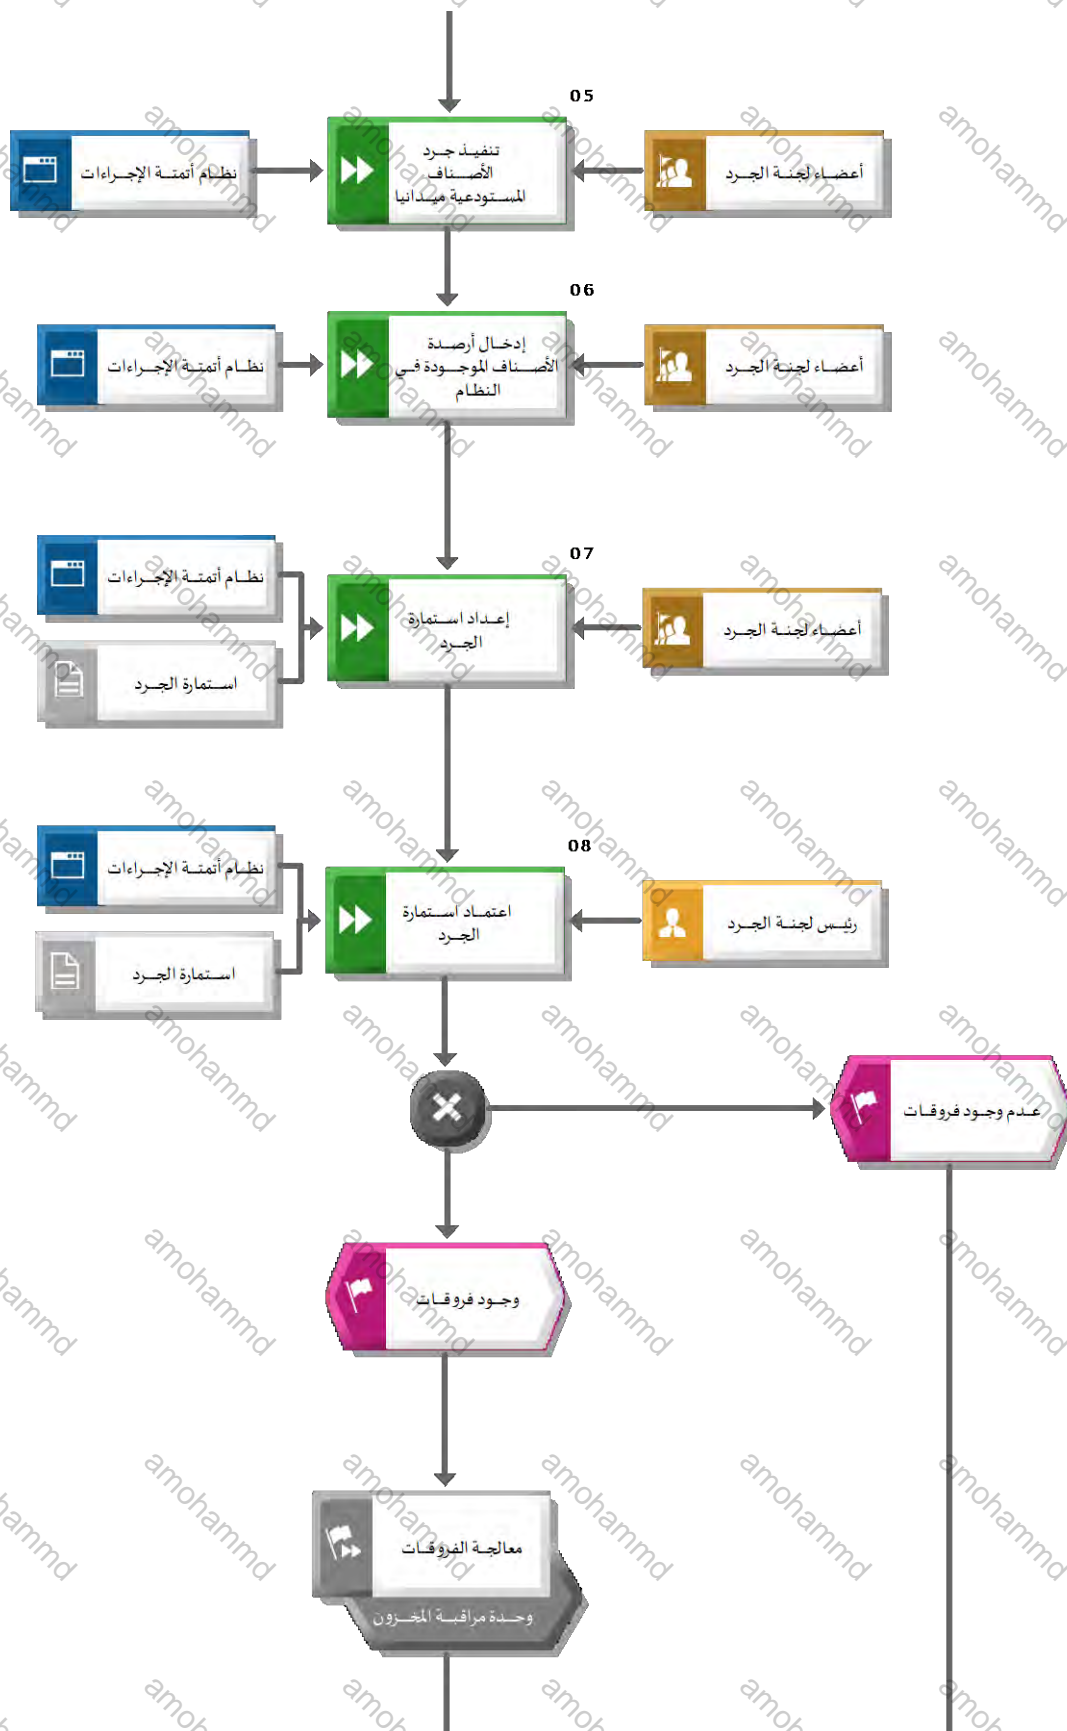 05
أعضاء لجنة الجرد
تنفيذ جرد
الأصناف
المستودعية ميدانيا
نظام أتمتة الإجراءات
06
أعضاء لجنة الجرد
إدخال أرصدة
الأصناف الموجودة في
النظام
نظام أتمتة الإجراءات
07
أعضاء لجنة الجرد
إعداد استمارة
الجرد
نظام أتمتة الإجراءات
استمارة الجرد
08
رئيس لجنة الجرد
اعتماد استمارة
الجرد
نظام أتمتة الإجراءات
استمارة الجرد
عدم وجود فروقات
وجود فروقات
معالجة الفروقات
وحدة مراقبة المخزون
amohammd